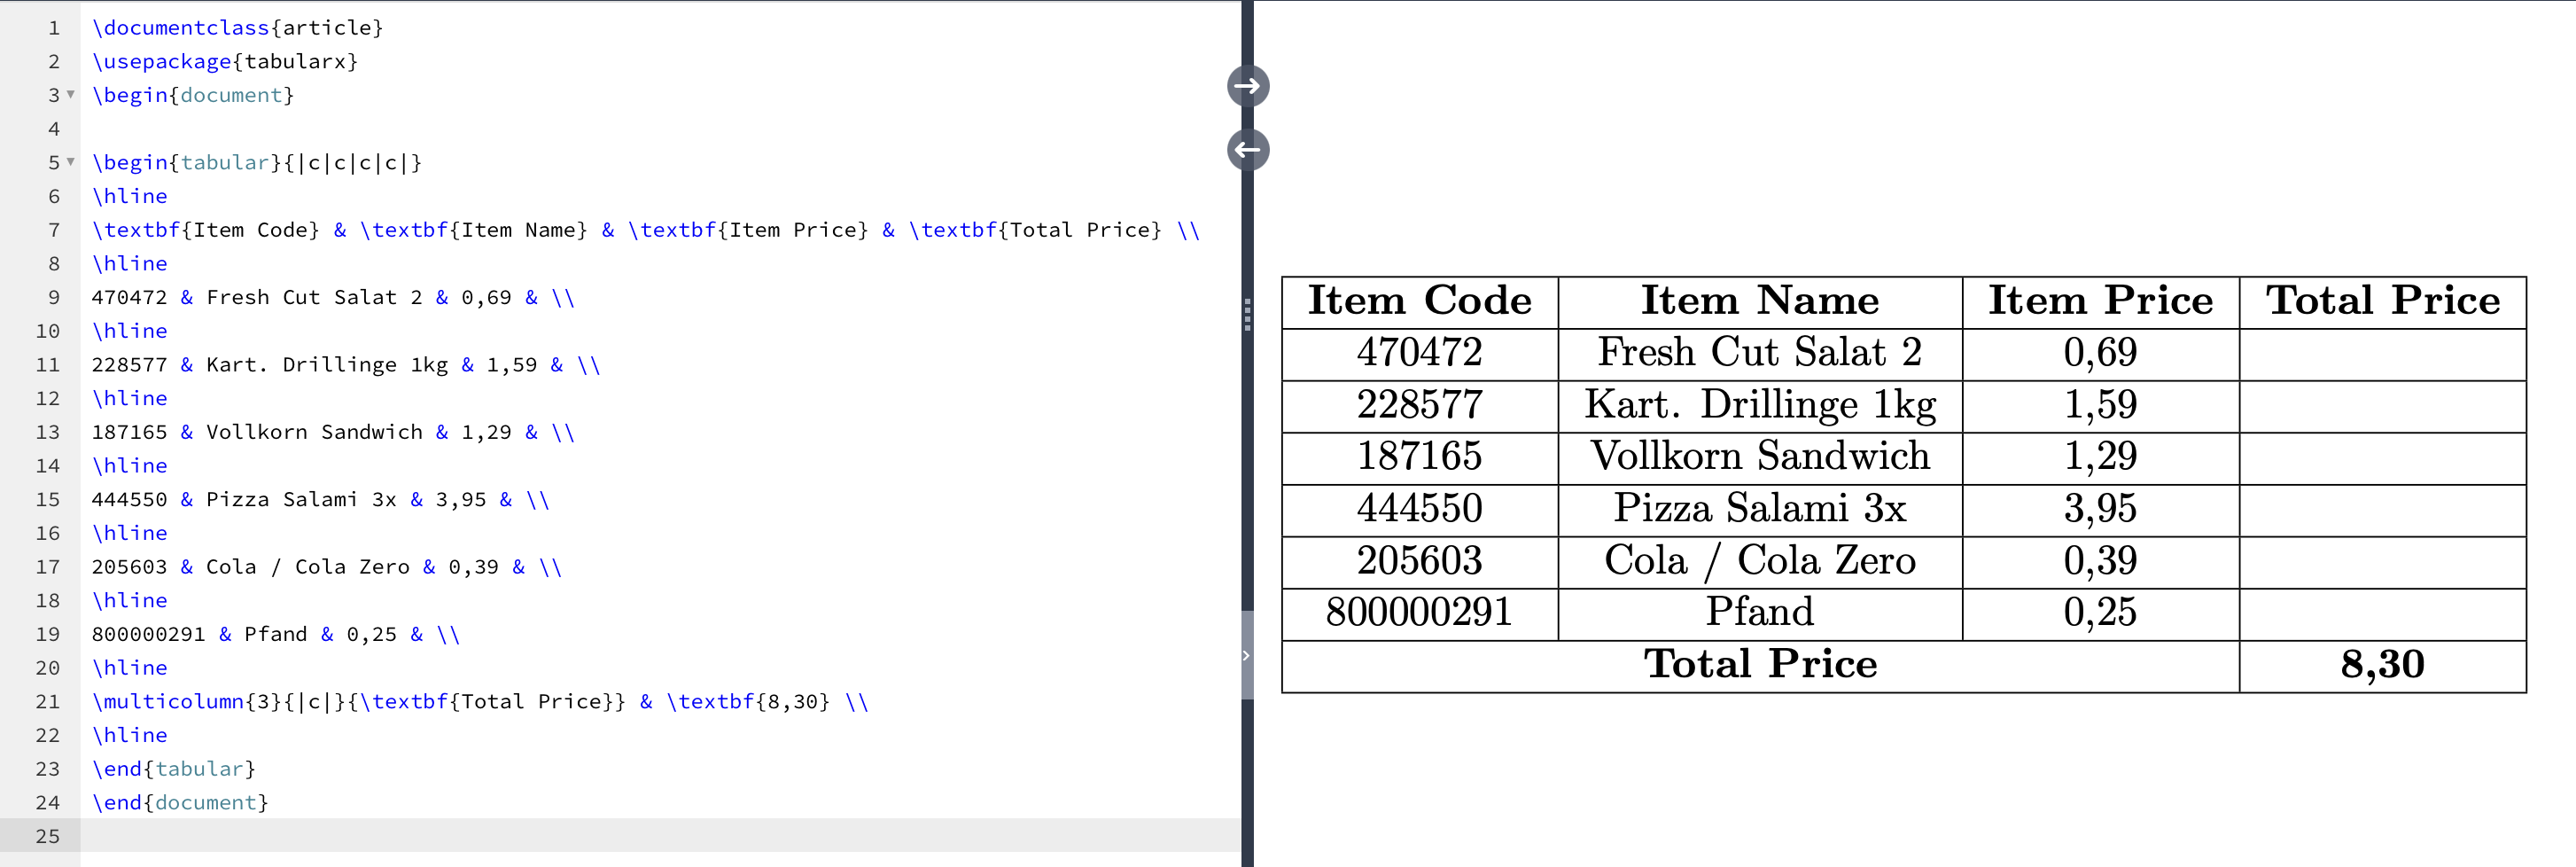 1 \documentclass{article}
2 \usepackage{tabularx}
3 \begin{document}
4
5 \begin{tabular}{|c|c|c|c|}
6 \hline
7 \textbf{Item Code} & \textbf{Item Name} & \textbf{Item Price} & \textbf{Total Price} \\
8 \hline
9 470472 & Fresh Cut Salat 2 & 0,69 & \\
10 \hline
11 228577 & Kart. Drillinge 1kg & 1,59 & \\
12 \hline
13 187165 & Vollkorn Sandwich & 1,29 & \\
14 \hline
15 444550 & Pizza Salami 3x & 3,95 & \\
16 \hline
17 205603 & Cola / Cola Zero & 0,39 & \\
18 \hline
19 800000291 & Pfand & 0,25 & \\
20 \hline
21 \multicolumn{3}{|c|}{\textbf{Total Price}} & \textbf{8,30} \\
22 \hline
23 \end{tabular}
24 \end{document}
25
Item Code Item Name Item Price Total Price
470472 Fresh Cut Salat 2 0,69
228577 Kart. Drillinge 1kg 1,59
187165 Vollkorn Sandwich 1,29
444550 Pizza Salami 3x 3,95
205603 Cola / Cola Zero 0,39
800000291 Pfand 0,25
Total Price 8,30